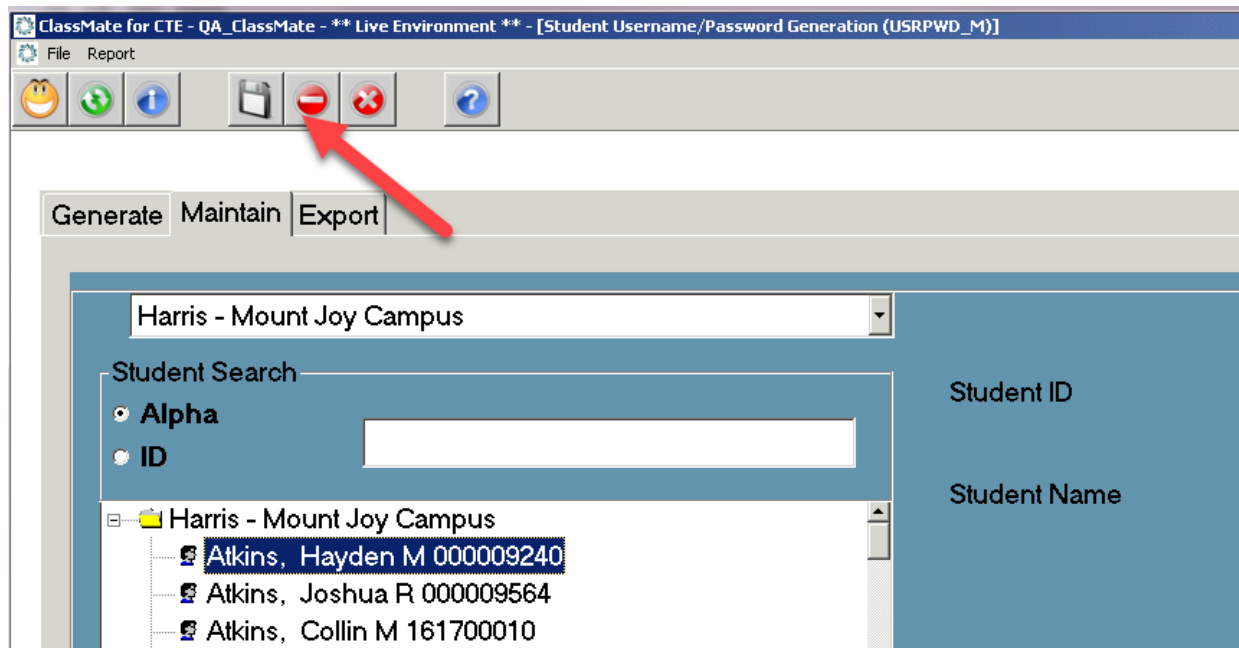 ClassMate for CTE - QA_ClassMate - ** Live Environment ** - [Student Username/Password Generation (USRPWD_M)]
File Report
Generate Maintain Export
Harris - Mount Joy Campus
Student Search
Alpha
ID
Student ID
Student Name
Harris - Mount Joy Campus
Atkins, Hayden M 000009240
Atkins, Joshua R 000009564
Atkins, Collin M 161700010